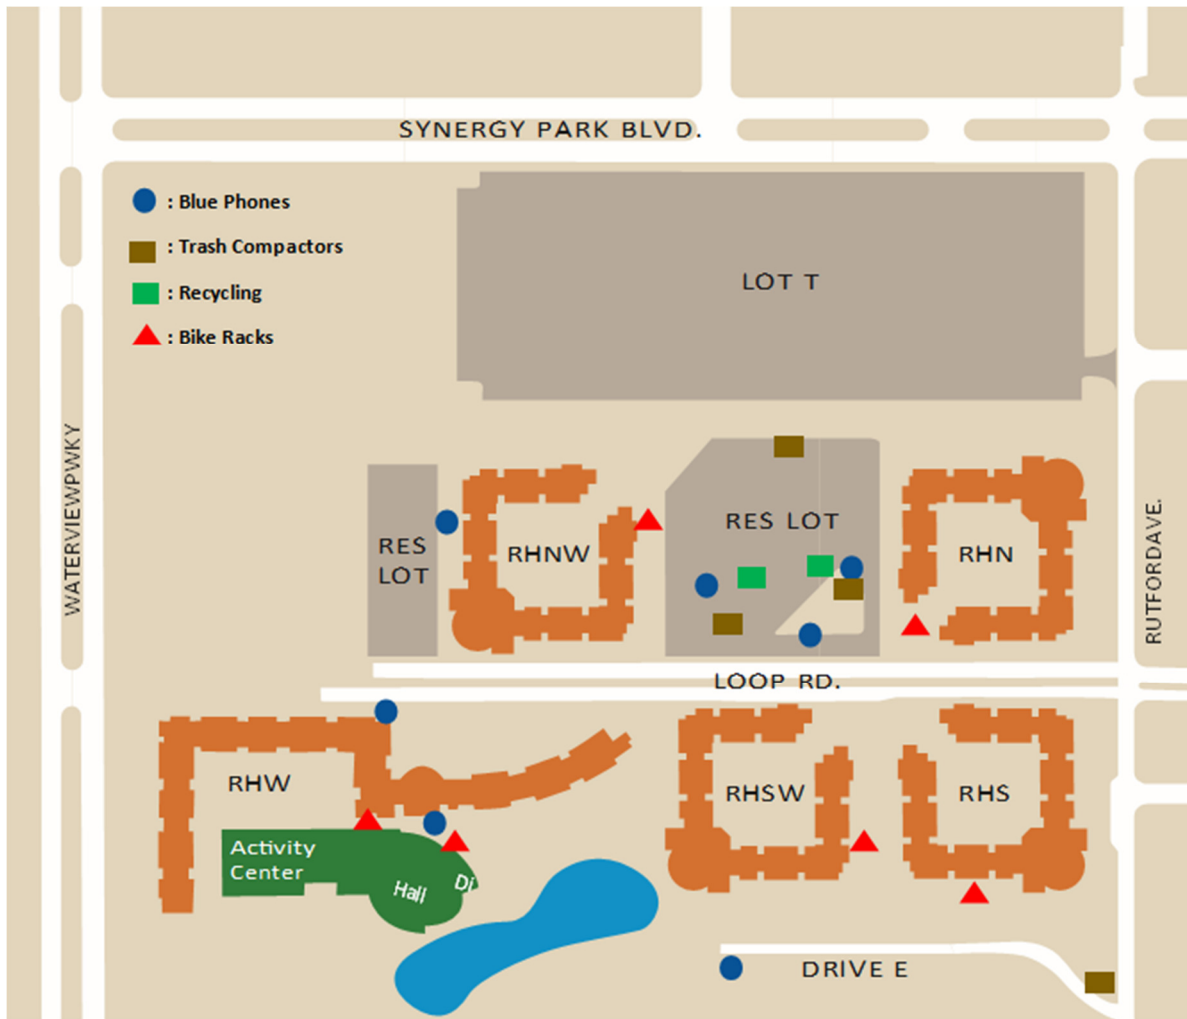 SYNERGY PARK BLVD.
: Blue Phones
: Trash Compactors
: Recycling
: Bike Racks
LOT T
WATERVIEWPWKY
RES
LOT
RHNW
RES LOT
RHN
RUTFORDAVE.
LOOP RD.
RHW
RHSW
RHS
Activity
Center
Hall
Di
DRIVE E